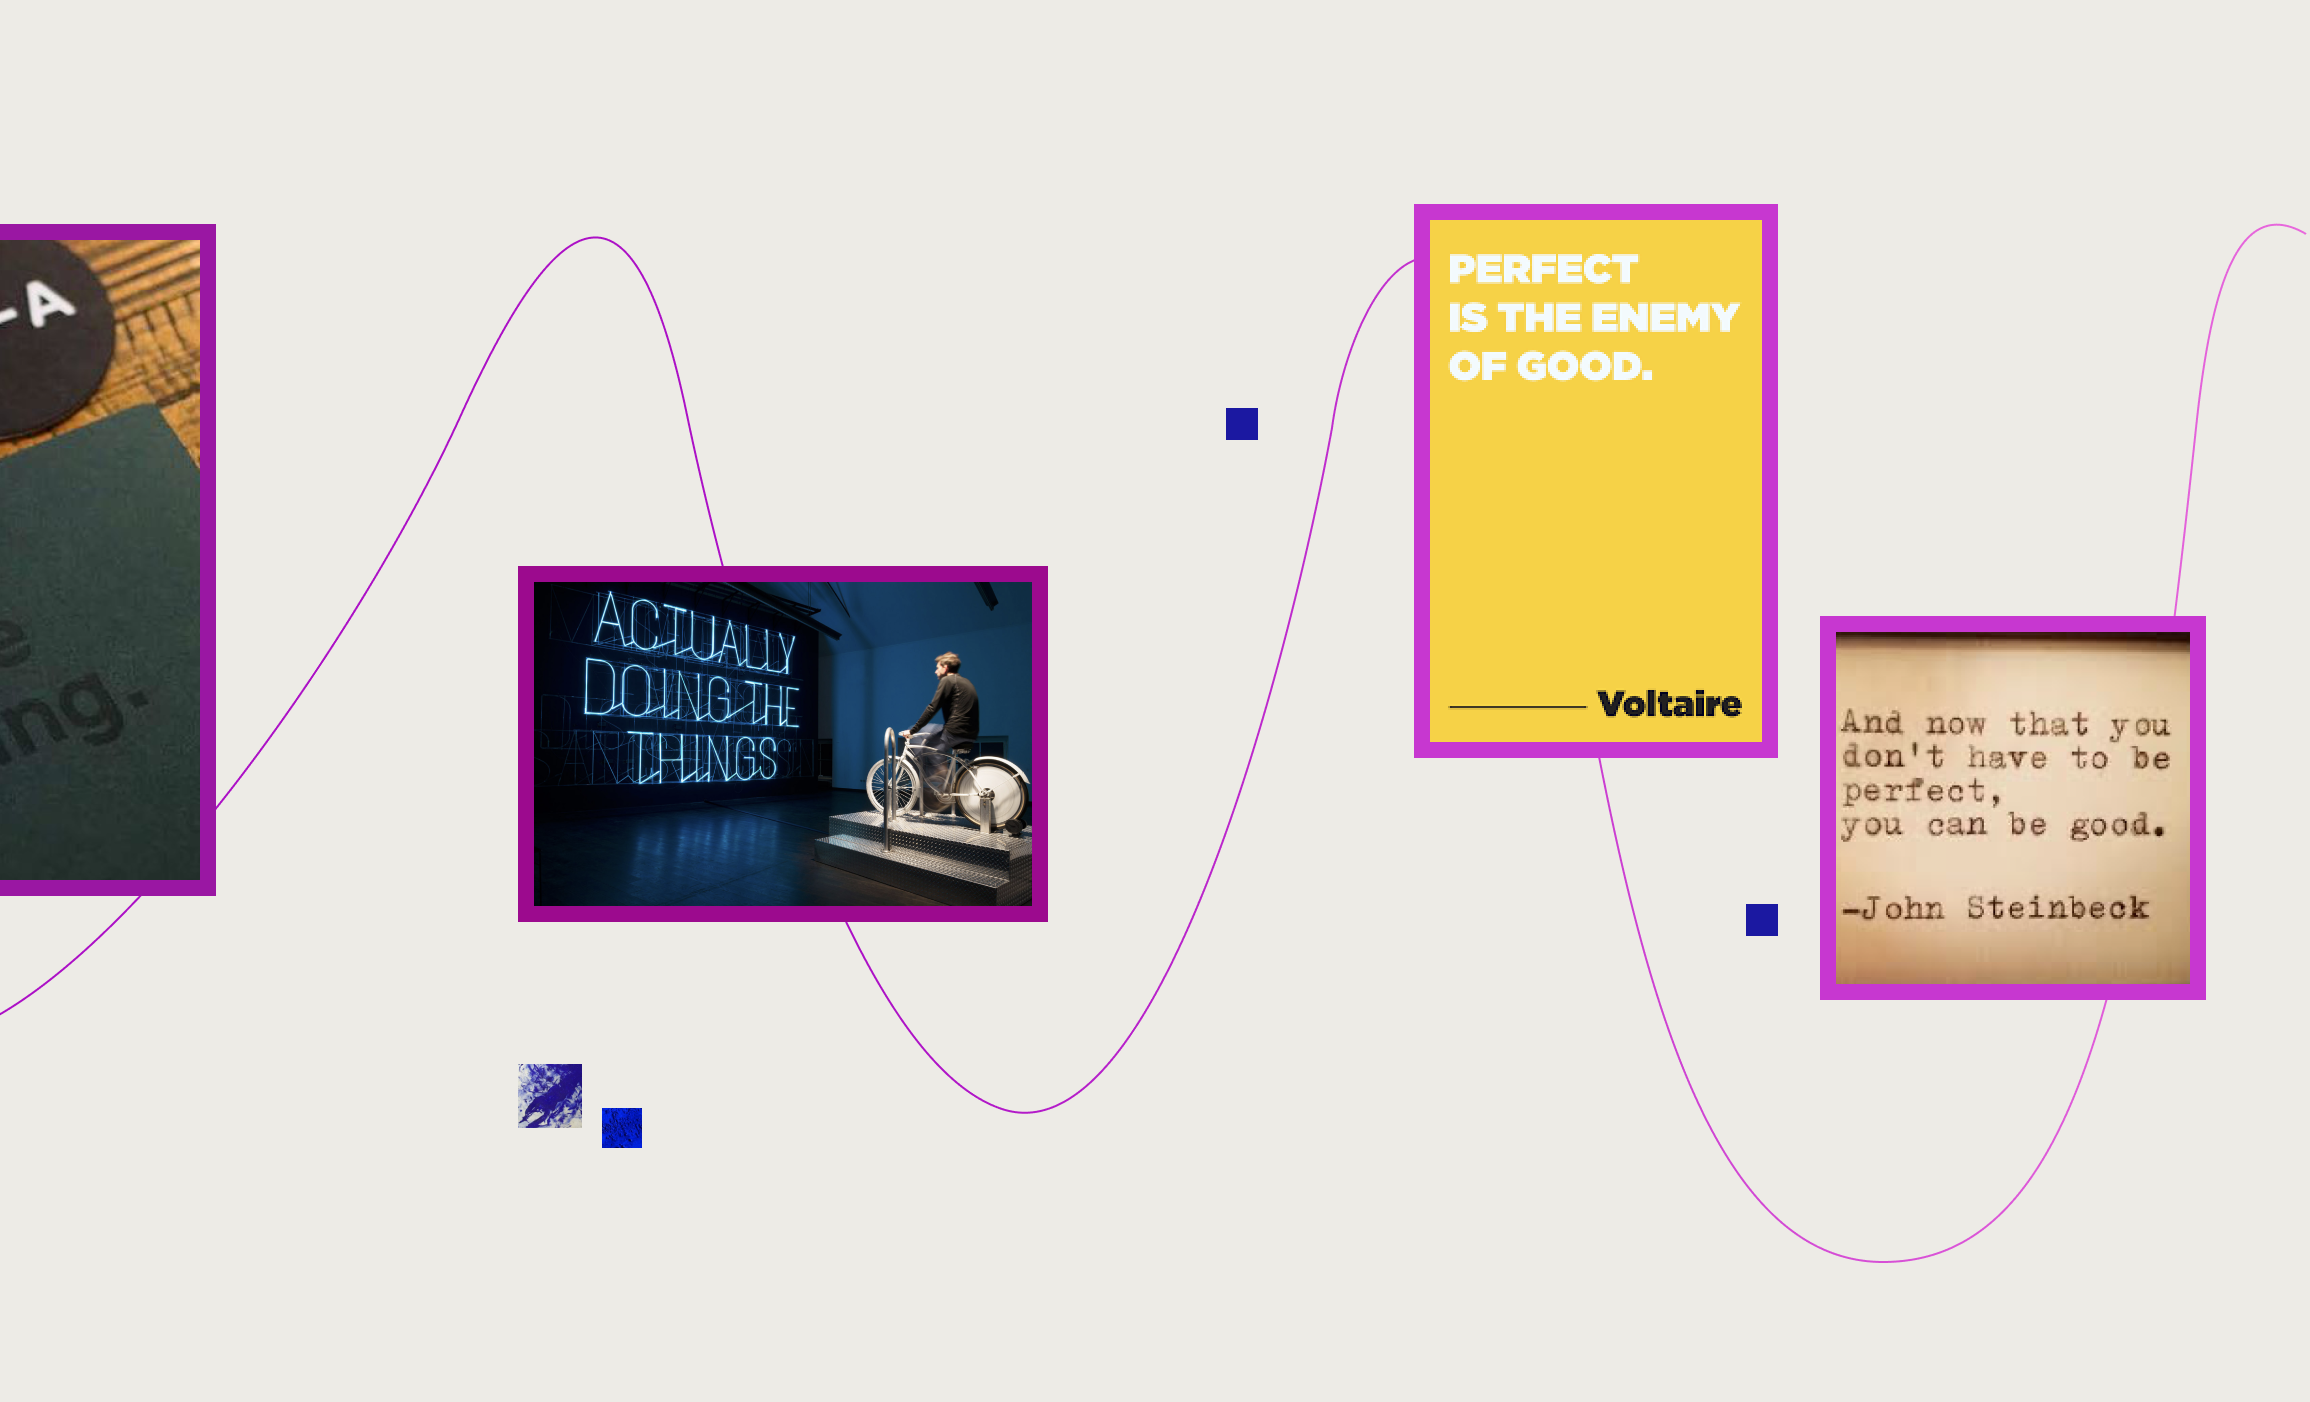 -A
e
ng.
ACTUALLY
DOING THE
THINGS
PERFECT
IS THE ENEMY
OF GOOD.
Voltaire
And now that you
don't have to be
perfect,
you can be good.
-John Steinbeck